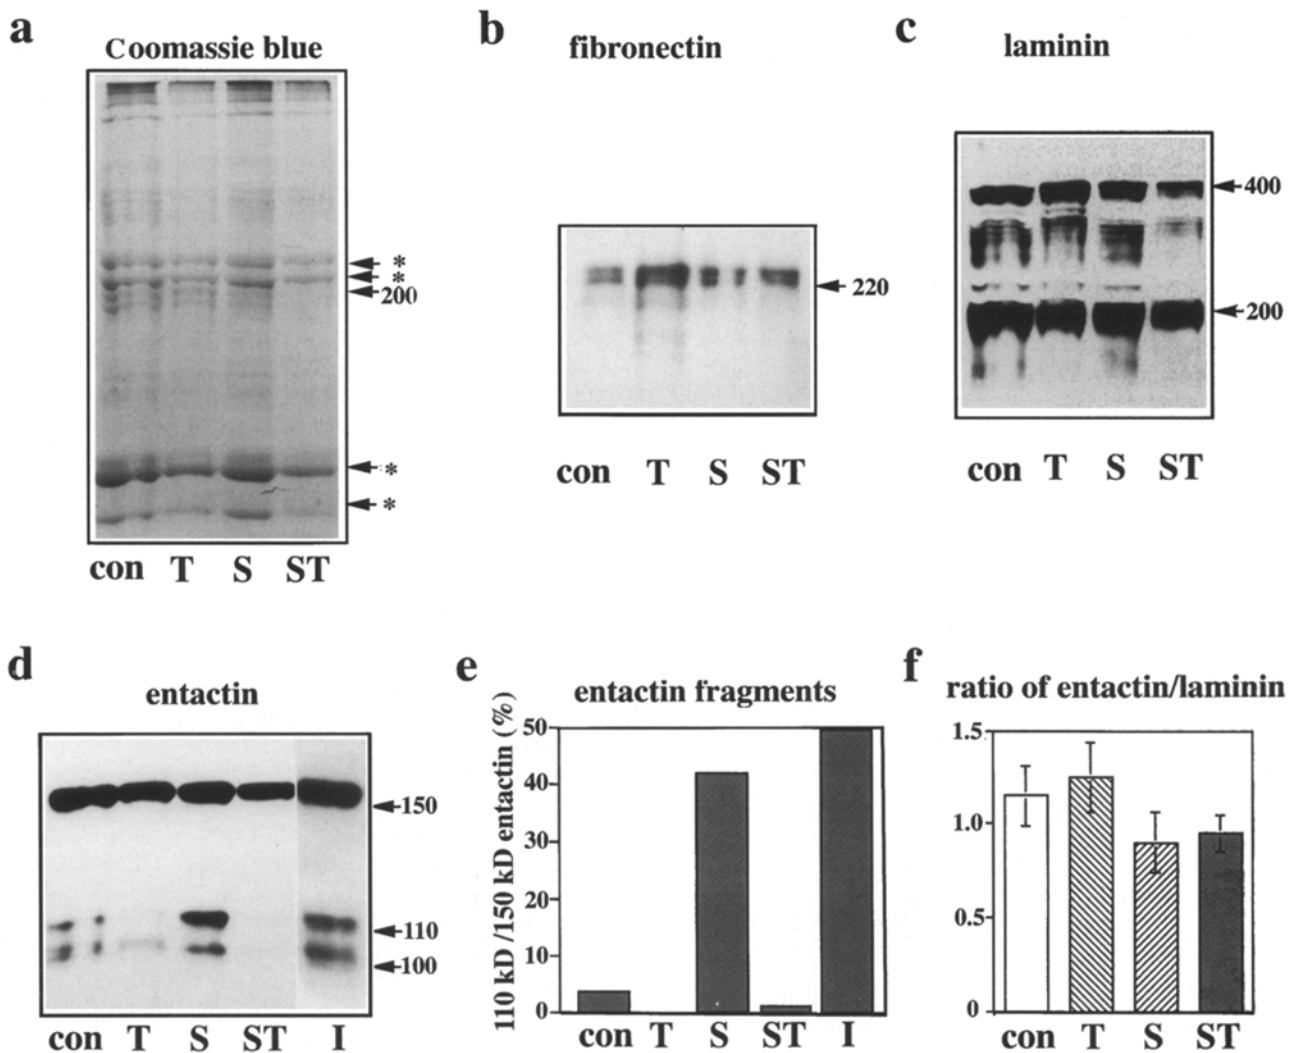 a
Coomassie blue
*
*
200
*
*
con T S ST
b
fibronectin
220
con T S ST
c
laminin
400
200
con T S ST
d
entactin
150
110
100
con T S ST I
e
entactin fragments
110 kD /150 kD entactin (%)
50
40
30
20
10
0
con T S ST I
f
ratio of entactin/laminin
1.5
1.0
0.5
0
con T S ST